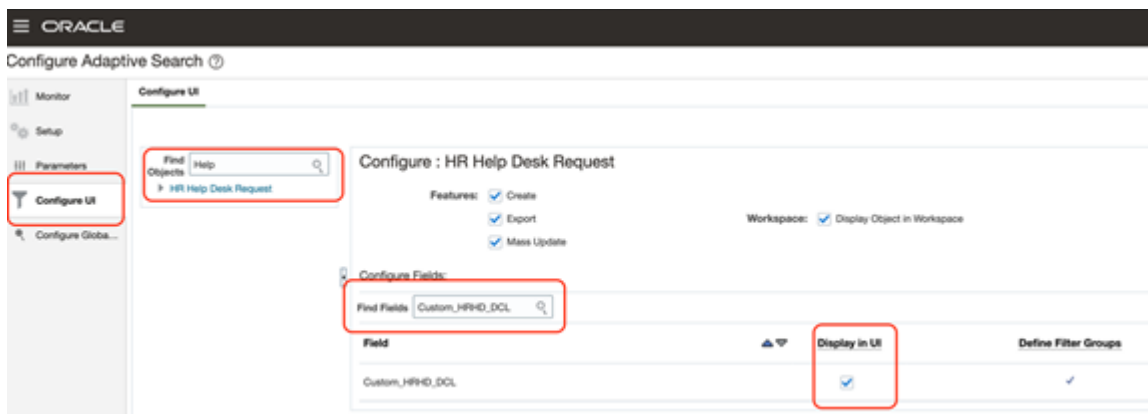 ORACLE
Configure Adaptive Search
Monitor
Setup
Parameters
Configure UI
Configure Globa...
Configure UI
Find Objects Help
HR Help Desk Request
Configure : HR Help Desk Request
Features: Create
Export
Mass Update
Workspace: Display Object in Workspace
Configure Fields:
Find Fields Custom_HRHD_DCL
Field Display in UI Define Filter Groups
Custom_HRHD_DCL